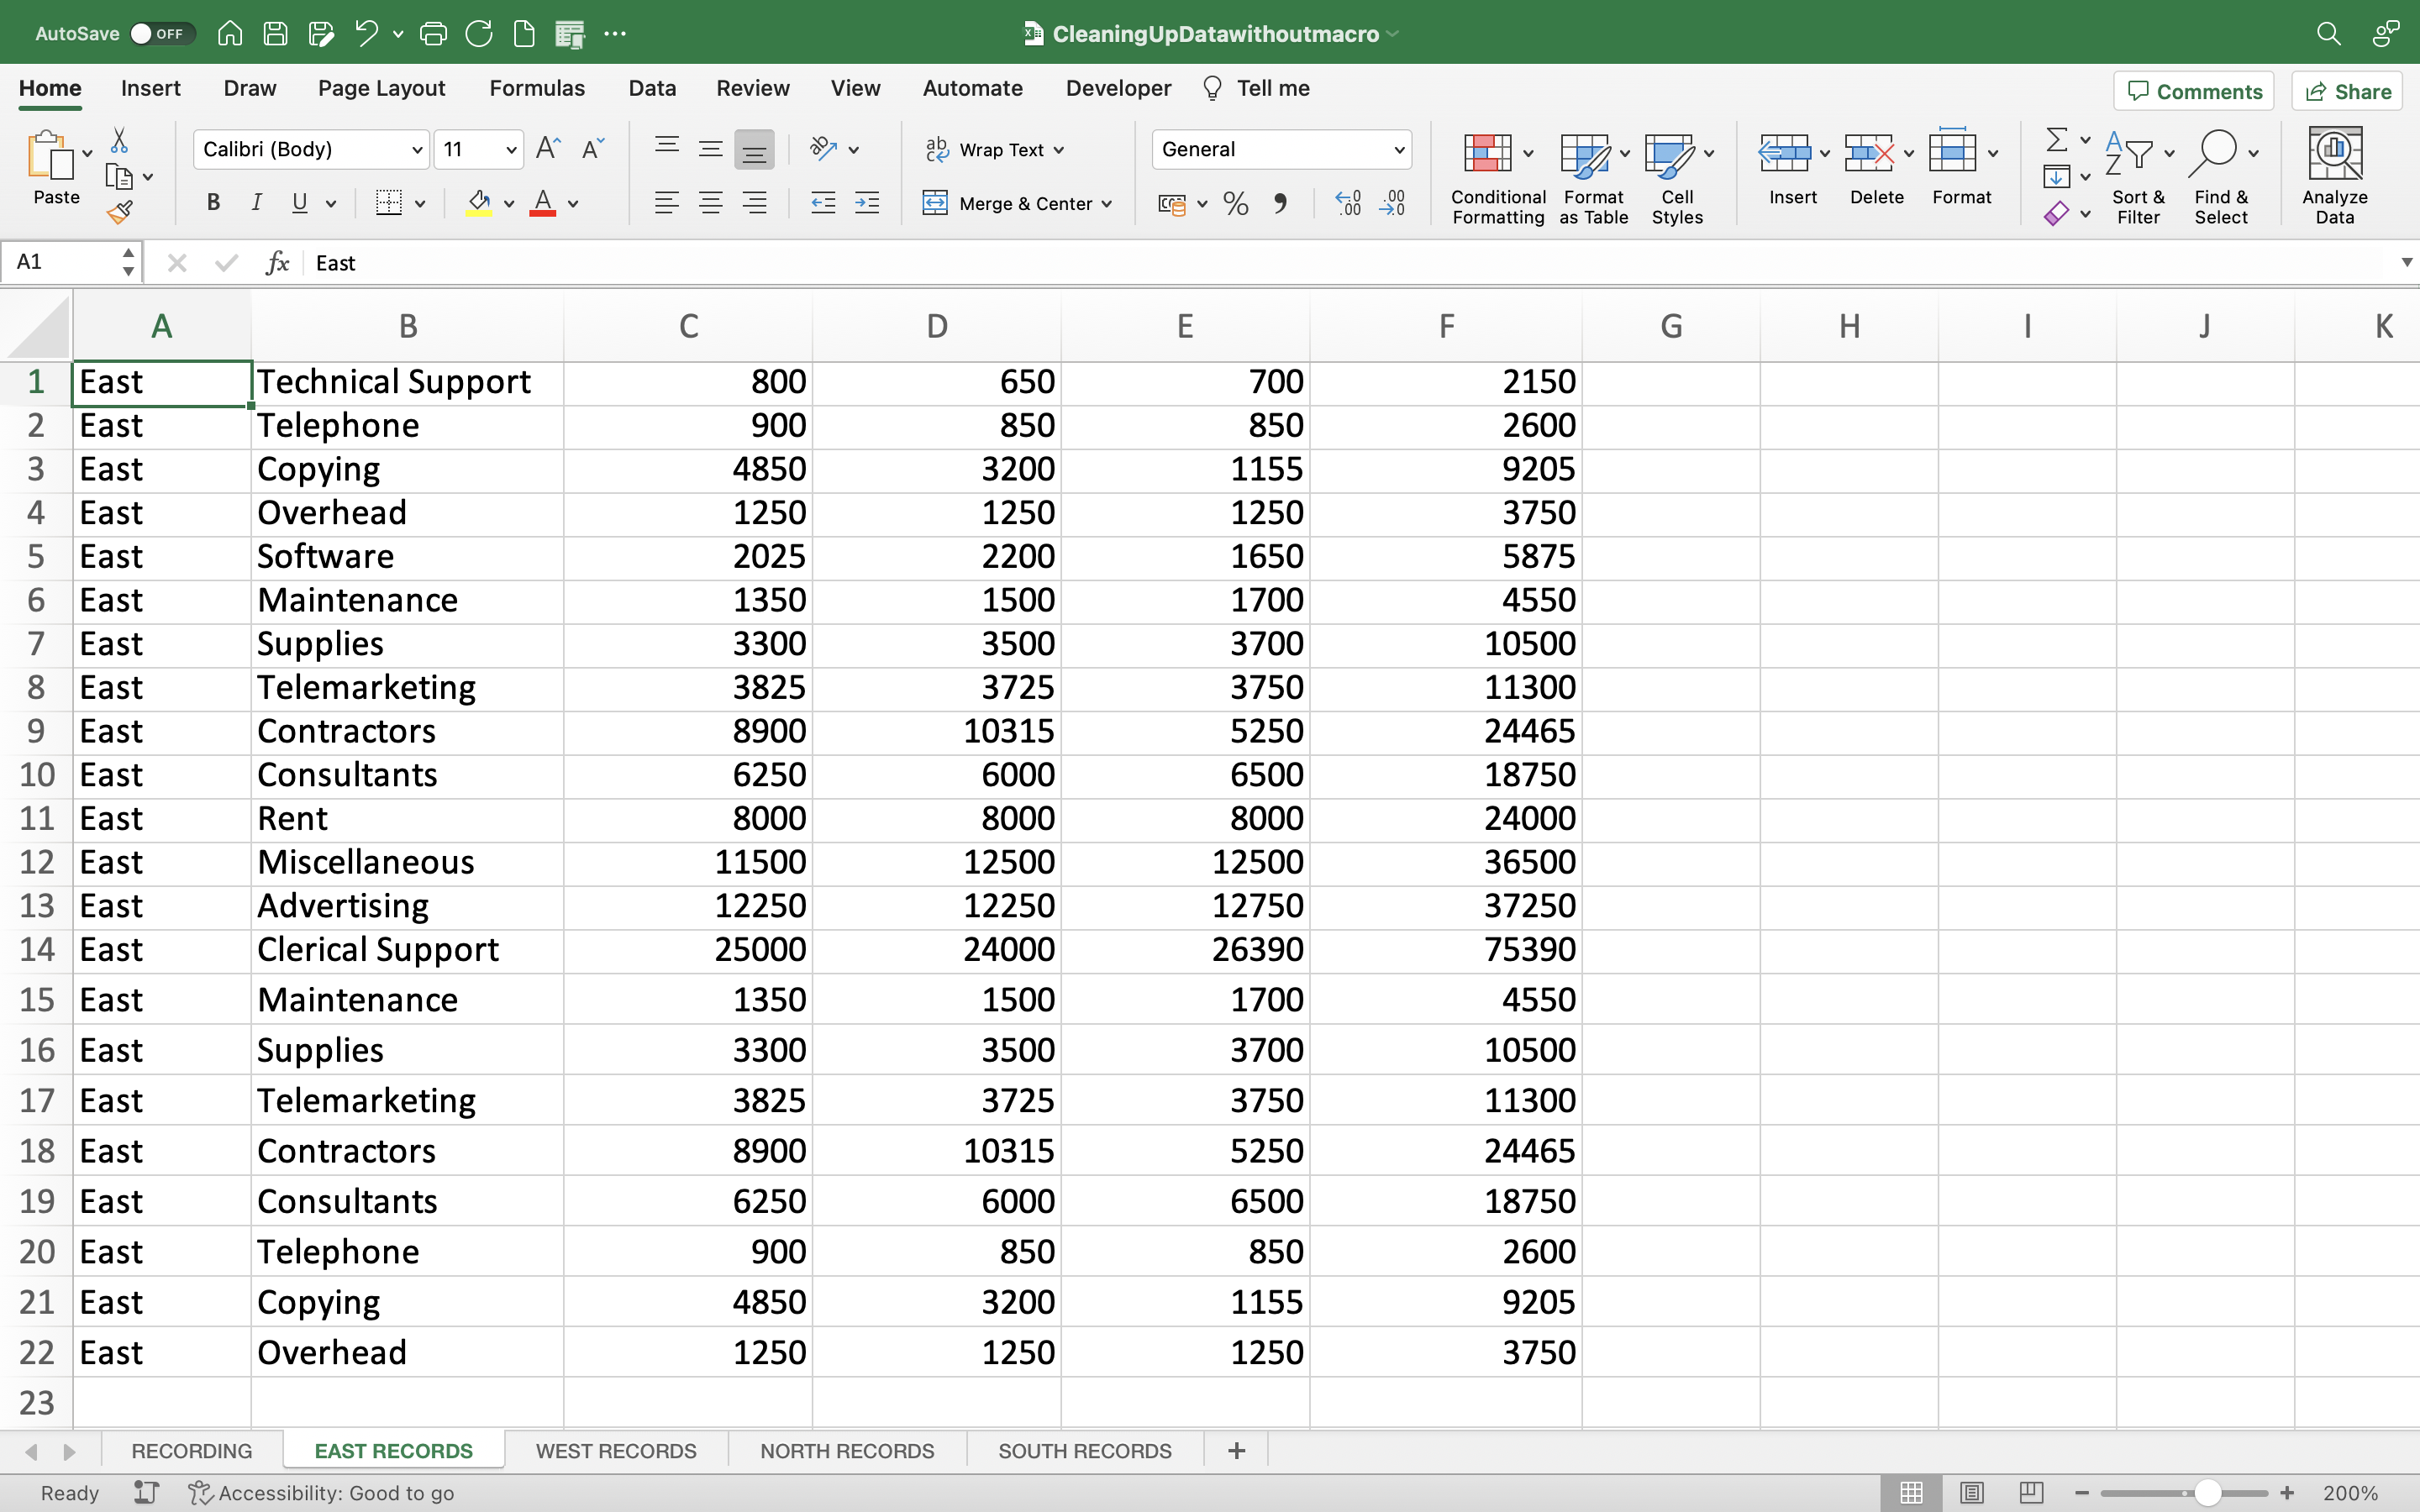 AutoSave OFF CleaningUpDatawithoutmacro
Home Insert Draw Page Layout Formulas Data Review View Automate Developer Tell me Comments Share
Paste Calibri (Body) 11 Wrap Text General Conditional Formatting Format as Table Cell Styles Insert Delete Format Sort & Filter Find & Select Analyze Data
B I U Merge & Center
A1 fx East
A B C D E F G H I J K
1 East Technical Support 800 650 700 2150
2 East Telephone 900 850 850 2600
3 East Copying 4850 3200 1155 9205
4 East Overhead 1250 1250 1250 3750
5 East Software 2025 2200 1650 5875
6 East Maintenance 1350 1500 1700 4550
7 East Supplies 3300 3500 3700 10500
8 East Telemarketing 3825 3725 3750 11300
9 East Contractors 8900 10315 5250 24465
10 East Consultants 6250 6000 6500 18750
11 East Rent 8000 8000 8000 24000
12 East Miscellaneous 11500 12500 12500 36500
13 East Advertising 12250 12250 12750 37250
14 East Clerical Support 25000 24000 26390 75390
15 East Maintenance 1350 1500 1700 4550
16 East Supplies 3300 3500 3700 10500
17 East Telemarketing 3825 3725 3750 11300
18 East Contractors 8900 10315 5250 24465
19 East Consultants 6250 6000 6500 18750
20 East Telephone 900 850 850 2600
21 East Copying 4850 3200 1155 9205
22 East Overhead 1250 1250 1250 3750
23
RECORDING EAST RECORDS WEST RECORDS NORTH RECORDS SOUTH RECORDS +
Ready Accessibility: Good to go 200%